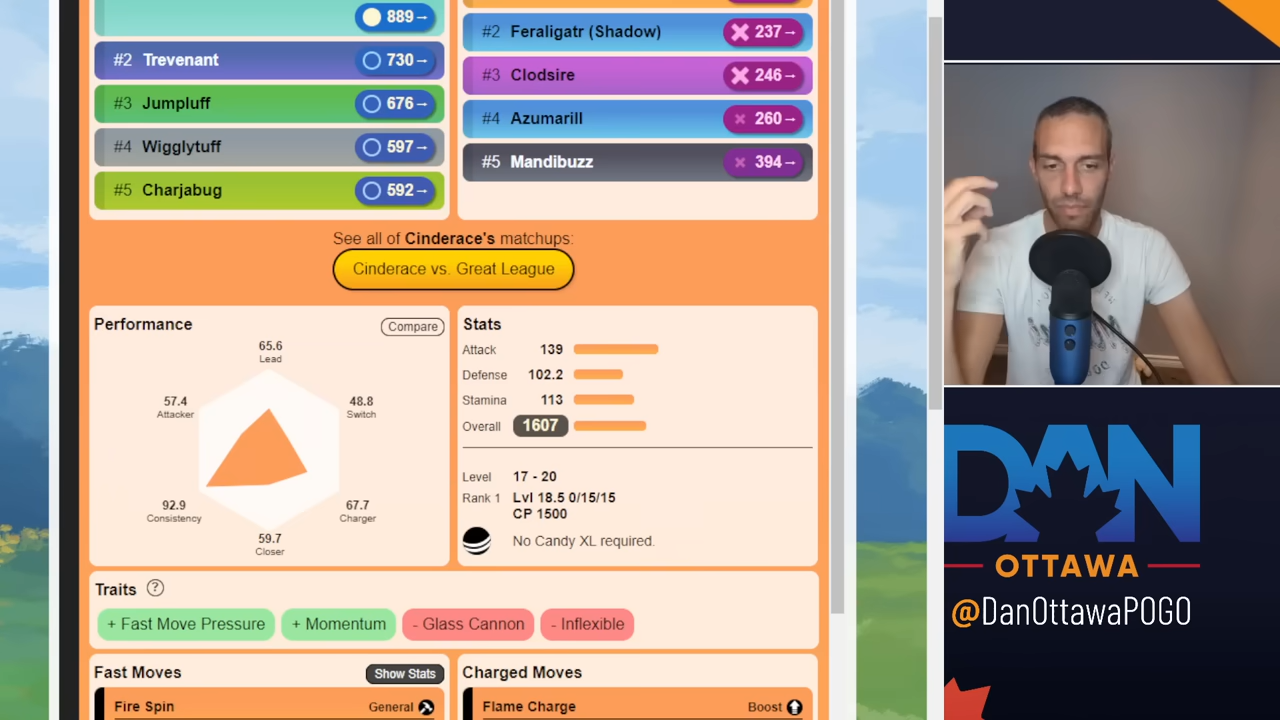 889→
#2 Trevenant 730→
#3 Jumpluff 676→
#4 Wigglytuff 597→
#5 Charjabug 592→
#2 Feraligatr (Shadow) 237→
#3 Clodsire 246→
#4 Azumarill 260→
#5 Mandibuzz 394→
See all of Cinderace's matchups:
Cinderace vs. Great League
Performance Compare
65.6
Lead
57.4
Attacker
48.8
Switch
92.9
Consistency
67.7
Charger
59.7
Closer
Stats
Attack 139
Defense 102.2
Stamina 113
Overall 1607
Level 17 - 20
Rank 1 Lvl 18.5 0/15/15
CP 1500
No Candy XL required.
Traits ?
+ Fast Move Pressure + Momentum - Glass Cannon - Inflexible
Fast Moves Show Stats
Fire Spin General
Charged Moves
Flame Charge Boost
DAN
OTTAWA
@DanOttawaPOGO